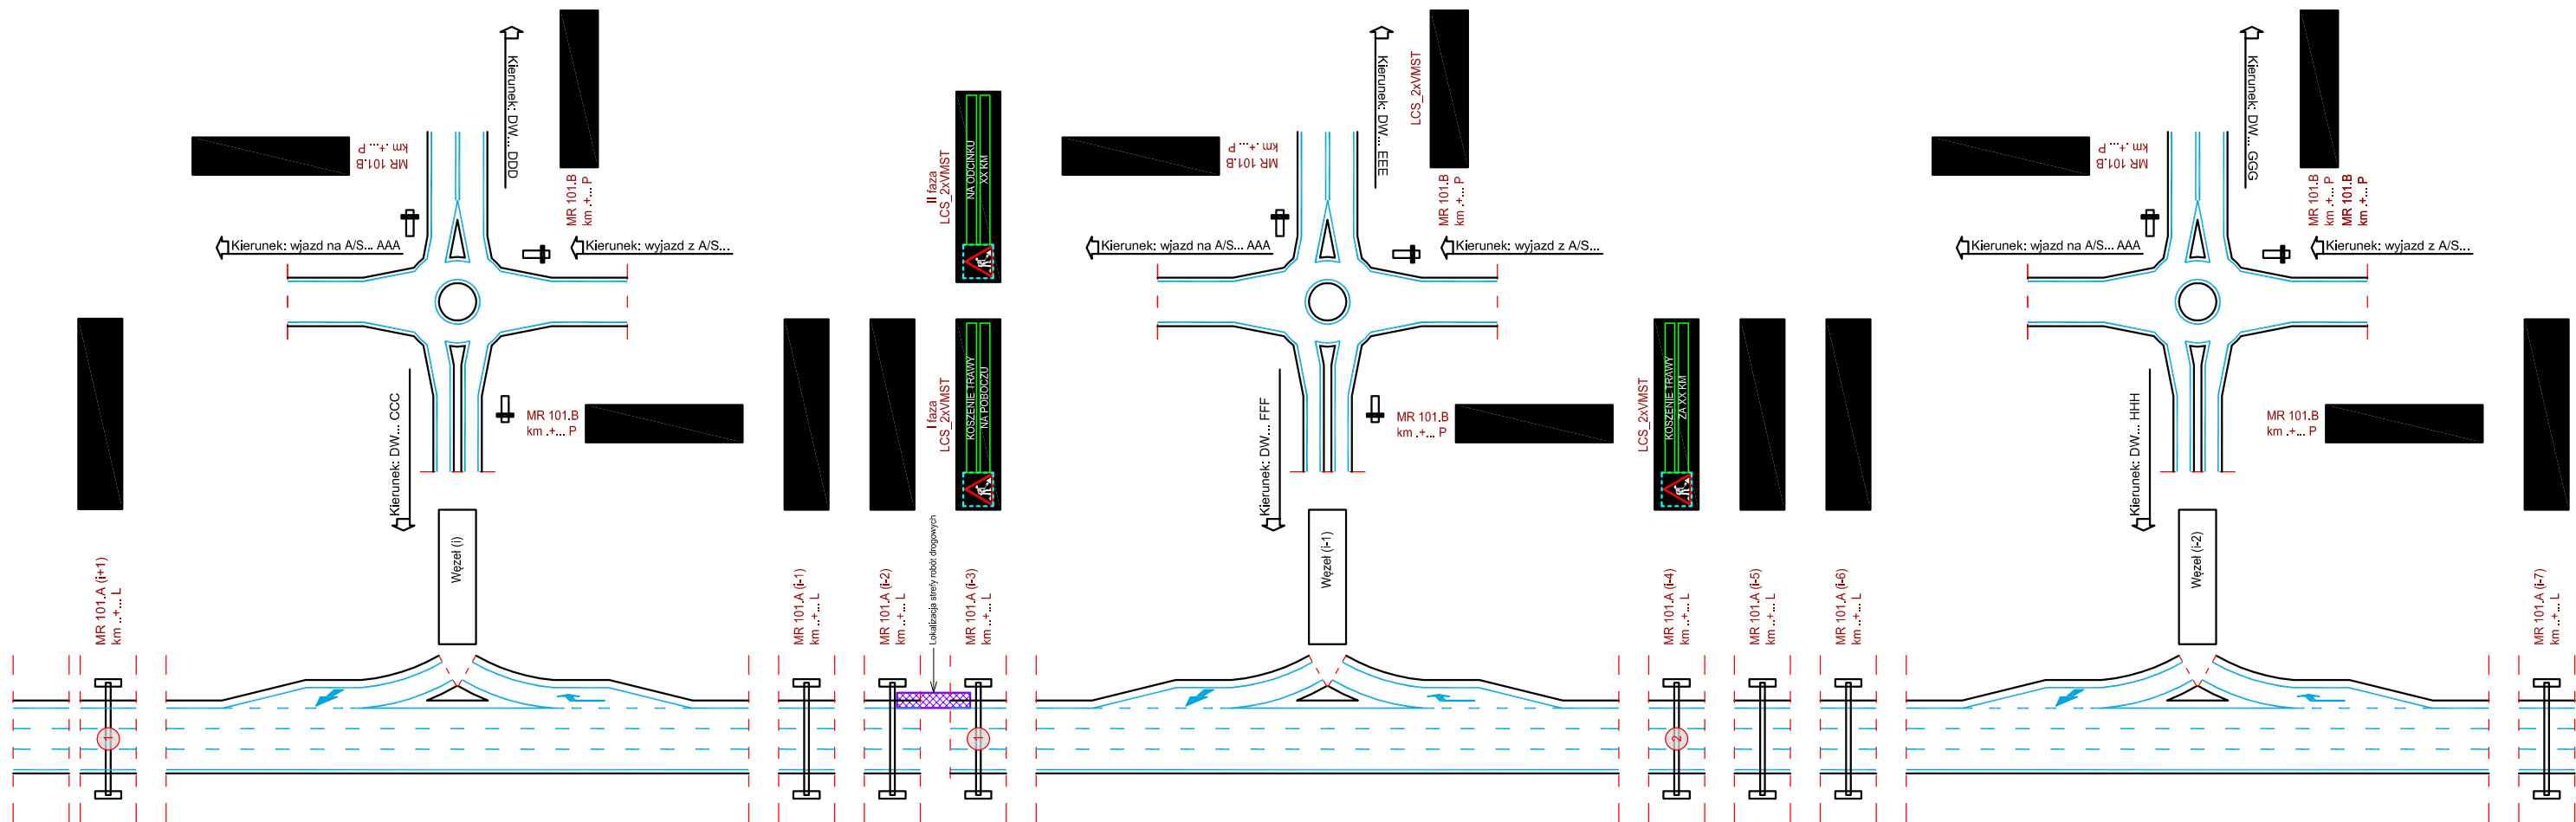 Kierunek: DW... DDD
MR 101.B
km .+... P
MR 101.B
km .+... P
Kierunek: wjazd na A/S... AAA
Kierunek: wyjazd z A/S...
Kierunek: DW... CCC
MR 101.B
km .+... P
Węzeł (i)
MR 101.A (i+1)
km ..+... L
1
II faza
LCS_2xVMST
NA ODCINKU
XX KM
I faza
LCS_2xVMST
KOSZENIE TRAWY
NA POBOCZU
MR 101.A (i-1)
km ..+... L
MR 101.A (i-2)
km ..+... L
Lokalizacja strefy robót drogowych
MR 101.A (i-3)
km ..+... L
1
Kierunek: DW... EEE
LCS_2xVMST
MR 101.B
km .+... P
MR 101.B
km .+... P
Kierunek: wjazd na A/S... AAA
Kierunek: wyjazd z A/S...
Kierunek: DW... FFF
MR 101.B
km .+... P
Węzeł (i-1)
LCS_2xVMST
KOSZENIE TRAWY
ZA XX KM
MR 101.A (i-4)
km ..+... L
2
MR 101.A (i-5)
km ..+... L
MR 101.A (i-6)
km ..+... L
Kierunek: DW... GGG
MR 101.B
km .+... P
MR 101.B
km .+... P
MR 101.B
km .+... P
Kierunek: wjazd na A/S... AAA
Kierunek: wyjazd z A/S...
Kierunek: DW... HHH
MR 101.B
km .+... P
Węzeł (i-2)
MR 101.A (i-7)
km ..+... L